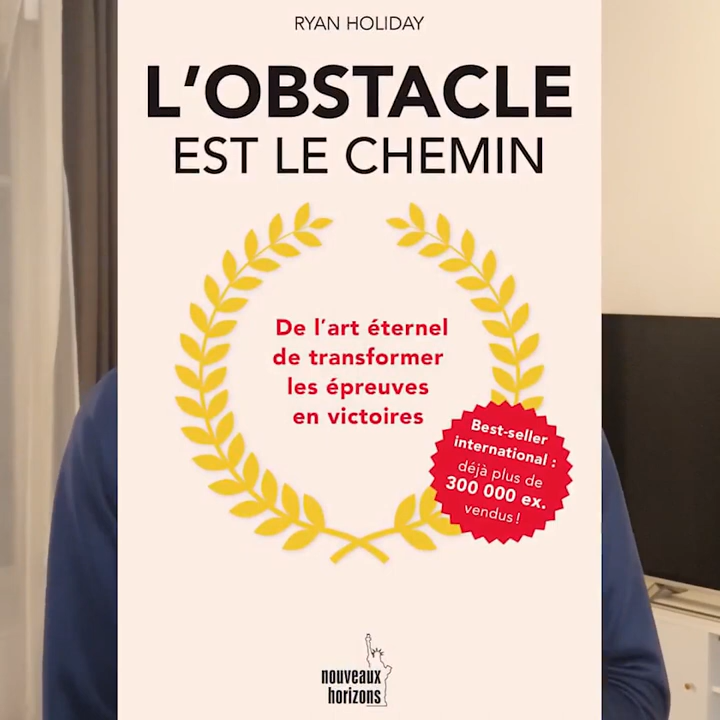 RYAN HOLIDAY
L'OBSTACLE
EST LE CHEMIN
De l'art éternel
de transformer
les épreuves
en victoires
Best-seller
international :
déjà plus de
300 000 ex.
vendus !
nouveaux
horizons